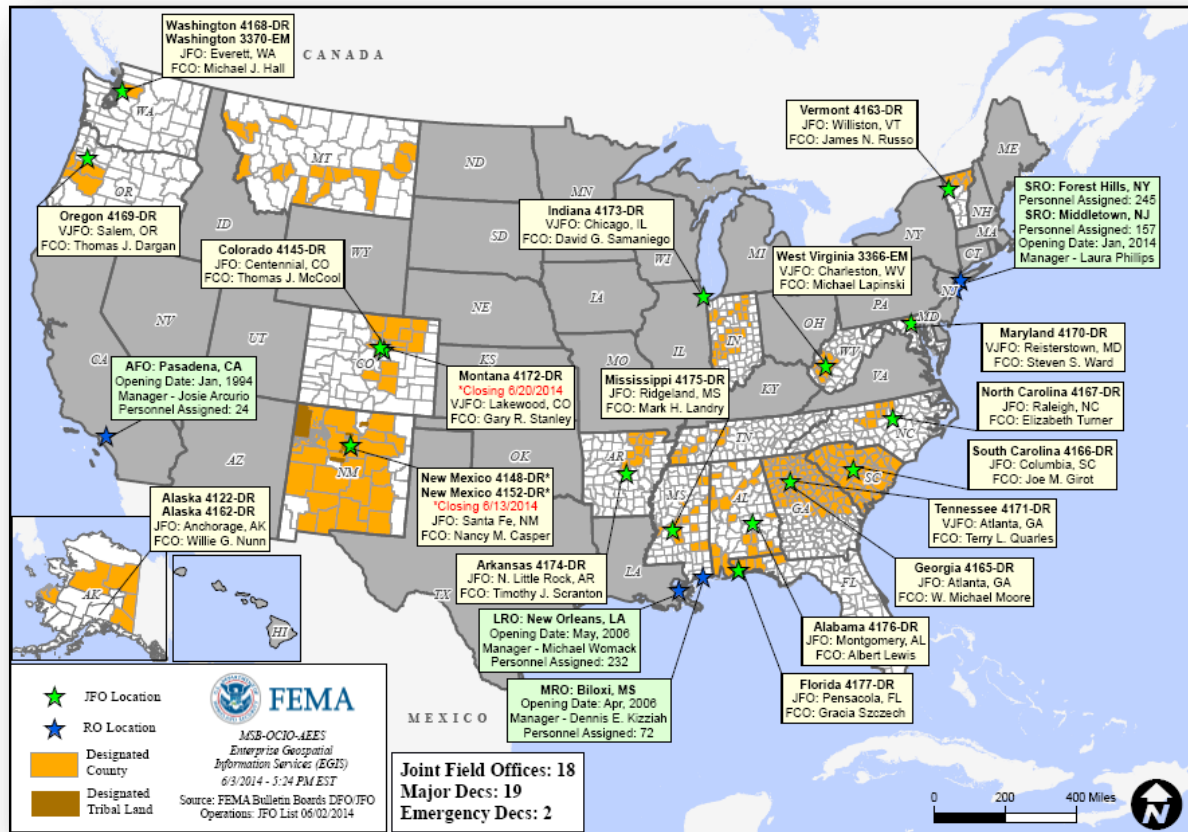 Washington 4168-DR
Washington 3370-EM
JFO: Everett, WA
FCO: Michael J. Hall
CANADA
Vermont 4163-DR
JFO: Williston, VT
FCO: James N. Russo
SRO: Forest Hills, NY
Personnel Assigned: 245
SRO: Middletown, NJ
Personnel Assigned: 157
Opening Date: Jan, 2014
Manager - Laura Phillips
Oregon 4169-DR
VJFO: Salem, OR
FCO: Thomas J. Dargan
Colorado 4145-DR
JFO: Centennial, CO
FCO: Thomas J. McCool
Indiana 4173-DR
VJFO: Chicago, IL
FCO: David G. Samaniego
West Virginia 3366-EM
VJFO: Charleston, WV
FCO: Michael Lapinski
Maryland 4170-DR
VJFO: Reisterstown, MD
FCO: Steven S. Ward
AFO: Pasadena, CA
Opening Date: Jan, 1994
Manager - Josie Arcurio
Personnel Assigned: 24
Montana 4172-DR
*Closing 6/20/2014
VJFO: Lakewood, CO
FCO: Gary R. Stanley
Mississippi 4175-DR
JFO: Ridgeland, MS
FCO: Mark H. Landry
North Carolina 4167-DR
JFO: Raleigh, NC
FCO: Elizabeth Turner
South Carolina 4166-DR
JFO: Columbia, SC
FCO: Joe M. Girot
Alaska 4122-DR
Alaska 4162-DR
JFO: Anchorage, AK
FCO: Willie G. Nunn
New Mexico 4148-DR*
New Mexico 4152-DR*
*Closing 6/13/2014
JFO: Santa Fe, NM
FCO: Nancy M. Casper
Tennessee 4171-DR
VJFO: Atlanta, GA
FCO: Terry L. Quarles
Arkansas 4174-DR
JFO: N. Little Rock, AR
FCO: Timothy J. Scranton
Georgia 4165-DR
JFO: Atlanta, GA
FCO: W. Michael Moore
LRO: New Orleans, LA
Opening Date: May, 2006
Manager - Michael Womack
Personnel Assigned: 232
Alabama 4176-DR
JFO: Montgomery, AL
FCO: Albert Lewis
MRO: Biloxi, MS
Opening Date: Apr, 2006
Manager - Dennis E. Kizziah
Personnel Assigned: 72
Florida 4177-DR
JFO: Pensacola, FL
FCO: Gracia Szczech
WA
MT
ND
MN
ME
OR
ID
SD
WI
MI
NY
NH
MA
CT
WY
IA
PA
NJ
NV
NE
OH
MD
UT
CA
CO
KS
MO
IL
IN
WV
VA
KY
AZ
NM
OK
AR
TN
NC
SC
MS
AL
GA
TX
LA
FL
AK
HI
MEXICO
JFO Location
RO Location
Designated
County
Designated
Tribal Land
FEMA
MSB-OCIO-AEES
Enterprise Geospatial
Information Services (EGIS)
6/3/2014 - 5:24 PM EST
Source: FEMA Bulletin Boards DFO/JFO
Operations: JFO List 06/02/2014
Joint Field Offices: 18
Major Decs: 19
Emergency Decs: 2
0 200 400 Miles
N